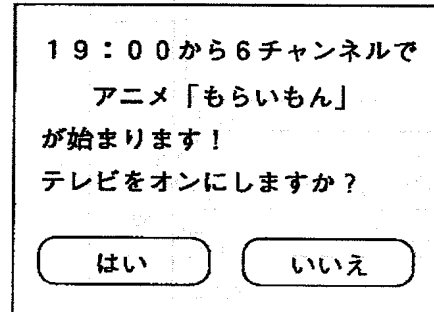 19:00から6チャンネルで
アニメ「もらいもん」
が始まります!
テレビをオンにしますか?
はい
いいえ